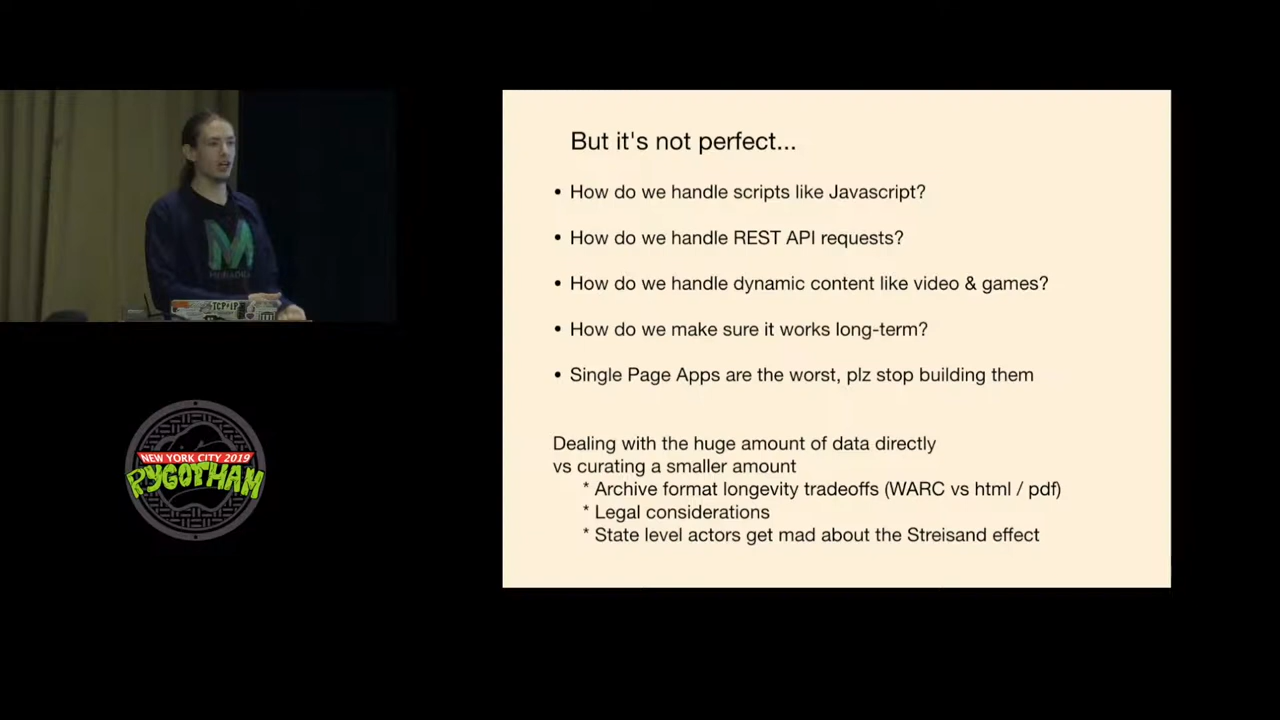 But it's not perfect...
• How do we handle scripts like Javascript?
• How do we handle REST API requests?
• How do we handle dynamic content like video & games?
• How do we make sure it works long-term?
• Single Page Apps are the worst, plz stop building them
Dealing with the huge amount of data directly
vs curating a smaller amount
* Archive format longevity tradeoffs (WARC vs html / pdf)
* Legal considerations
* State level actors get mad about the Streisand effect
M
TCP/IP
NEW YORK CITY 2019
PYGOTHAM